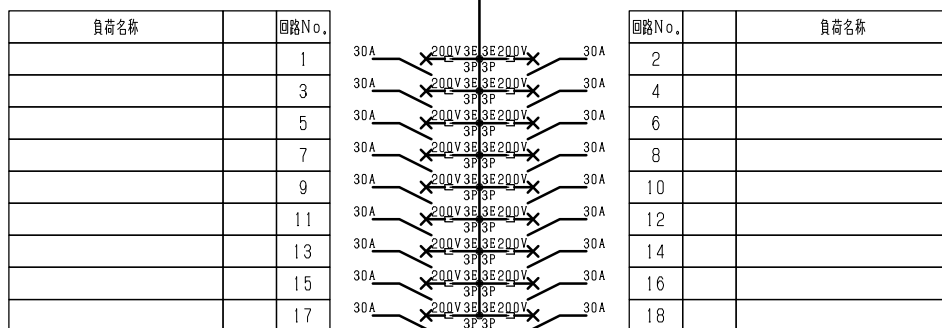 負荷名称 回路No. 回路No. 負荷名称
1 30A 200V 3E 3E 200V 30A 2
3P 3P
3 30A 200V 3E 3E 200V 30A 4
3P 3P
5 30A 200V 3E 3E 200V 30A 6
3P 3P
7 30A 200V 3E 3E 200V 30A 8
3P 3P
9 30A 200V 3E 3E 200V 30A 10
3P 3P
11 30A 200V 3E 3E 200V 30A 12
3P 3P
13 30A 200V 3E 3E 200V 30A 14
3P 3P
15 30A 200V 3E 3E 200V 30A 16
3P 3P
17 30A 200V 3E 3E 200V 30A 18
3P 3P